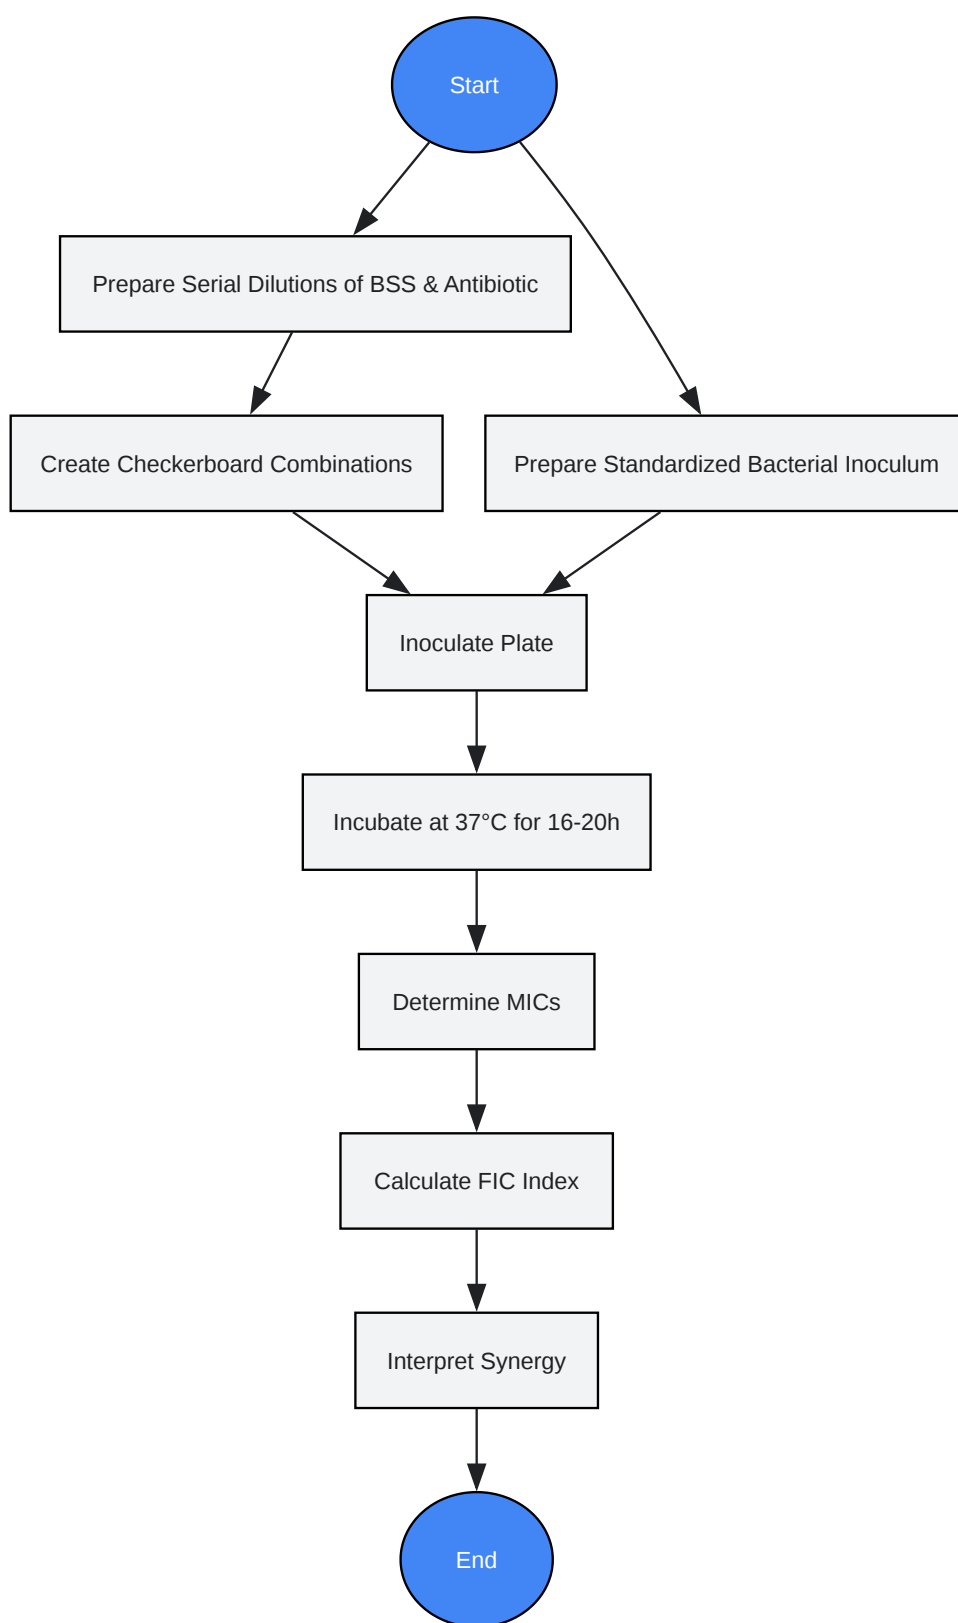 Start
Prepare Serial Dilutions of BSS & Antibiotic
Create Checkerboard Combinations
Prepare Standardized Bacterial Inoculum
Inoculate Plate
Incubate at 37°C for 16-20h
Determine MICs
Calculate FIC Index
Interpret Synergy
End